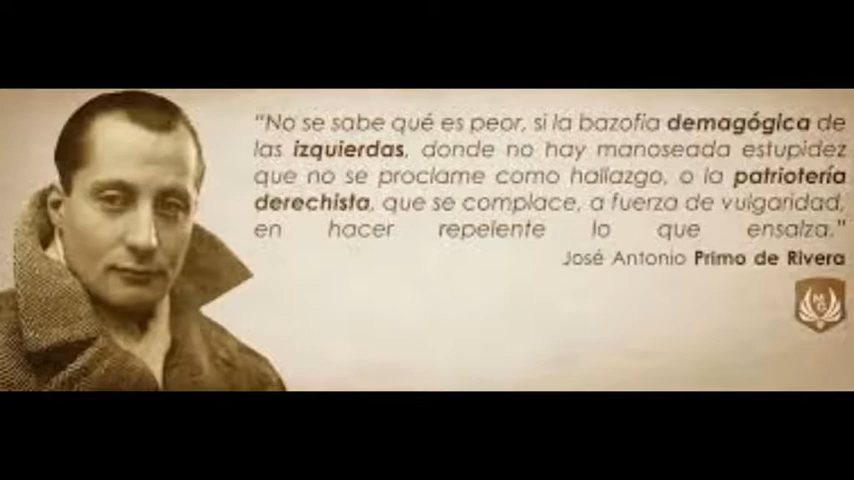 “No se sabe qué es peor, si la bazofia demagógica de
las izquierdas, donde no hay manoseada estupidez
que no se proclame como hallazgo, o la patriotería
derechista, que se complace, a fuerza de vulgaridad,
en hacer repelente lo que ensalza."
José Antonio Primo de Rivera